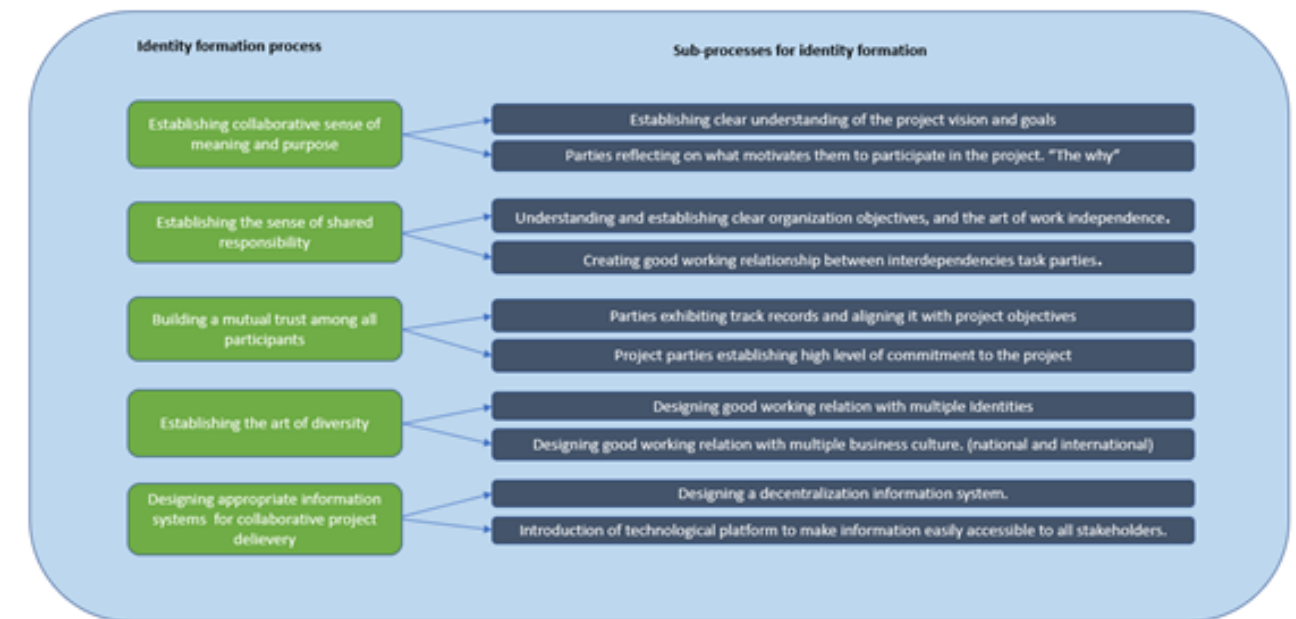 Identity formation process
Sub-processes for identity formation
Establishing collaborative sense of
meaning and purpose
Establishing clear understanding of the project vision and goals
Parties reflecting on what motivates them to participate in the project. “The why”
Establishing the sense of shared
responsibility
Understanding and establishing clear organization objectives, and the art of work independence.
Creating good working relationship between interdependencies task parties.
Building a mutual trust among all
participants
Parties exhibiting track records and aligning it with project objectives
Project parties establishing high level of commitment to the project
Establishing the art of diversity
Designing good working relation with multiple Identities
Designing good working relation with multiple business culture. (national and international)
Designing appropriate information
systems for collaborative project
delievery
Designing a decentralization information system.
Introduction of technological platform to make information easily accessible to all stakeholders.